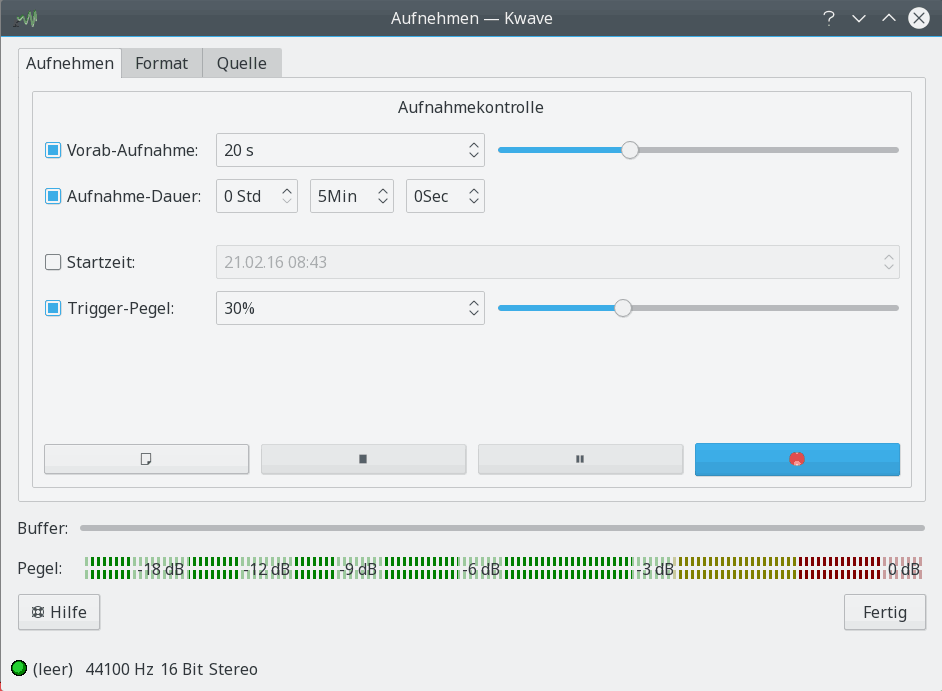 Aufnehmen — Kwave
Aufnehmen Format Quelle
Aufnahmekontrolle
Vorab-Aufnahme: 20 s
Aufnahme-Dauer: 0 Std 5Min 0Sec
Startzeit: 21.02.16 08:43
Trigger-Pegel: 30%
Buffer:
Pegel: -18 dB -12 dB -9 dB -6 dB -3 dB 0 dB
Hilfe Fertig
(leer) 44100 Hz 16 Bit Stereo